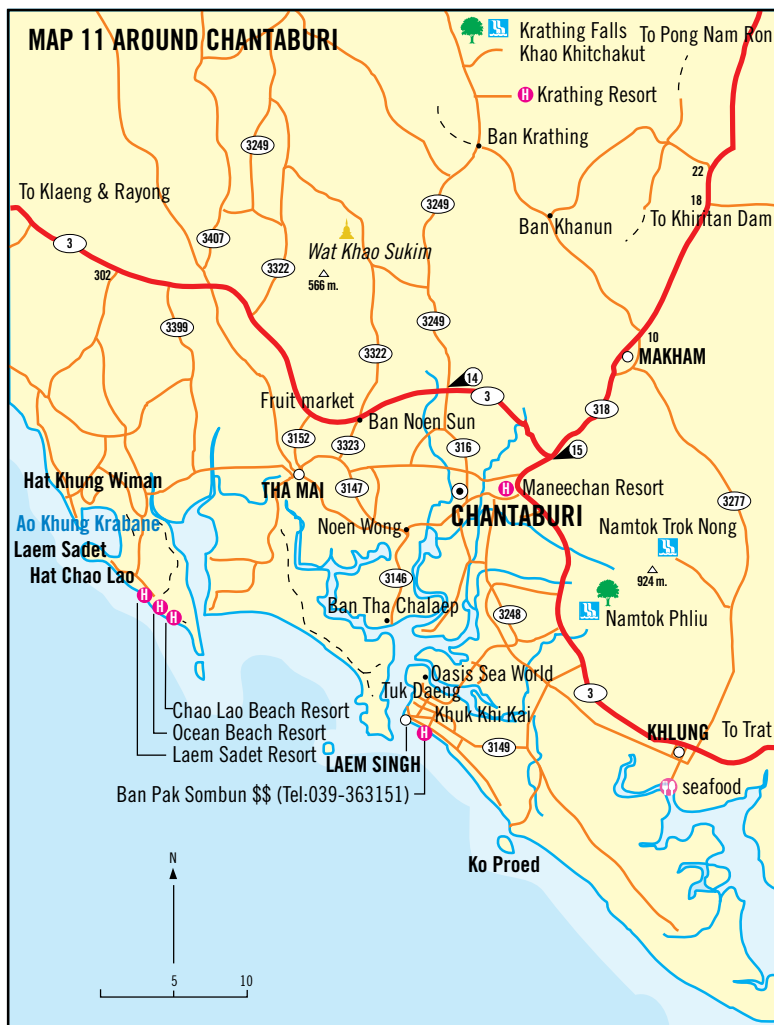 MAP 11 AROUND CHANTABURI
Krathing Falls
Khao Khitchakut
To Pong Nam Ron
Krathing Resort
H
Ban Krathing
3249
22
To Klaeng & Rayong
18
3249
Ban Khanun
To Khiritan Dam
3
3407
Wat Khao Sukim
302
3322
566 m.
3399
3249
10
MAKHAM
3322
14
3
318
Fruit market
Ban Noen Sun
3152
3323
316
15
Hat Khung Wiman
THA MAI
3147
H
Maneechan Resort
3277
CHANTABURI
Ao Khung Krabane
Noen Wong
Namtok Trok Nong
Laem Sadet
Hat Chao Lao
3146
924 m.
H
H
H
Ban Tha Chalaep
3248
Namtok Phliu
Oasis Sea World
Tuk Daeng
3
Chao Lao Beach Resort
Khuk Khi Kai
Ocean Beach Resort
KHLUNG
To Trat
Laem Sadet Resort
LAEM SINGH
H
3149
seafood
Ban Pak Sombun $$ (Tel:039-363151)
Ko Proed
N
5
10